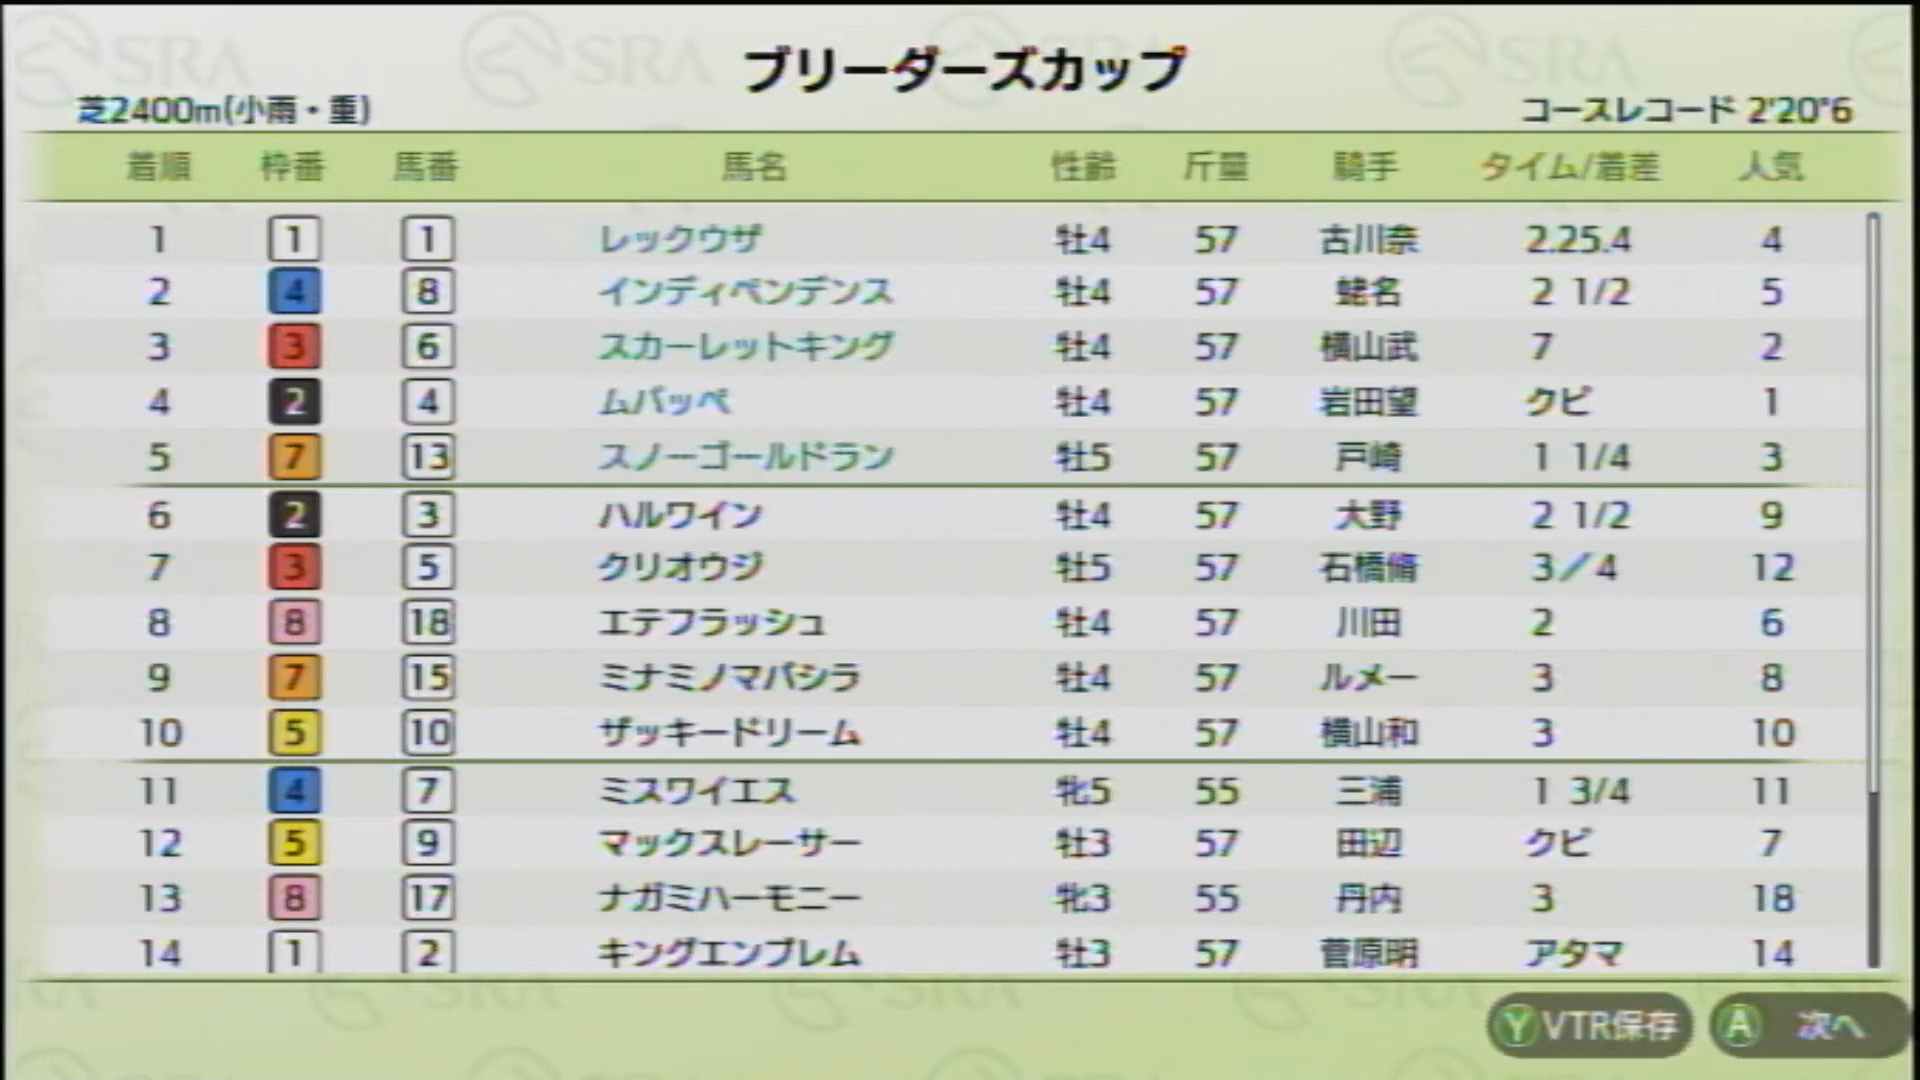 ブリーダーズカップ
芝2400m(小雨・重) コースレコード 2'20"6
着順 枠番 馬番 馬名 性齢 斤量 騎手 タイム/着差 人気
1 1 1 レックウザ 牡4 57 古川奈 2.25.4 4
2 4 8 インディペンデンス 牡4 57 蛯名 2 1/2 5
3 3 6 スカーレットキング 牡4 57 横山武 7 2
4 2 4 ムバッペ 牡4 57 岩田望 クビ 1
5 7 13 スノーゴールドラン 牡5 57 戸崎 1 1/4 3
6 2 3 ハルワイン 牡4 57 大野 2 1/2 9
7 3 5 クリオウジ 牡5 57 石橋脩 3/4 12
8 8 18 エテフラッシュ 牡4 57 川田 2 6
9 7 15 ミナミノマバシラ 牡4 57 ルメー 3 8
10 5 10 ザッキードリーム 牡4 57 横山和 3 10
11 4 7 ミスワイエス 牝5 55 三浦 1 3/4 11
12 5 9 マックスレーサー 牡3 57 田辺 クビ 7
13 8 17 ナガミハーモニー 牝3 55 丹内 3 18
14 1 2 キングエンブレム 牡3 57 菅原明 アタマ 14
Y VTR保存 A 次へ